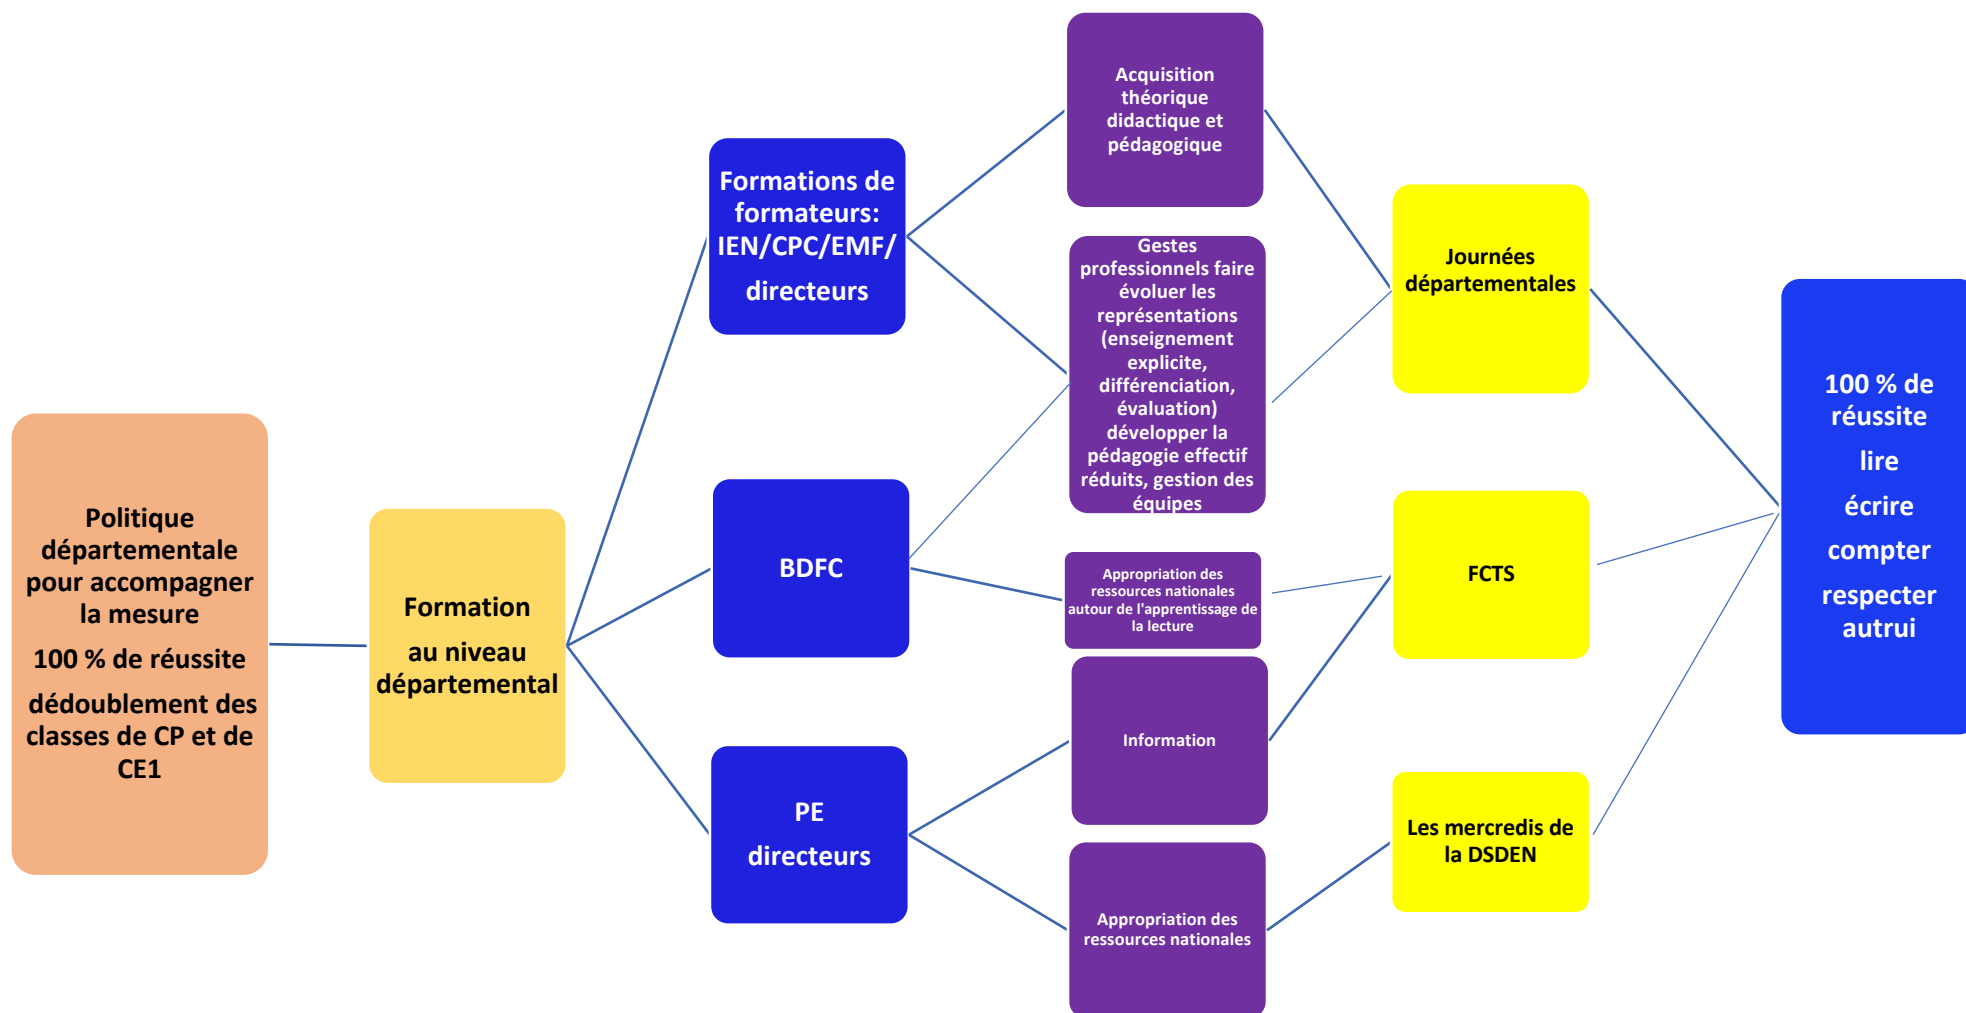 Politique
départementale
pour accompagner
la mesure
100 % de réussite
dédoublement des
classes de CP et de
CE1
Formation
au niveau
départemental
Formations de
formateurs:
IEN/CPC/EMF/
directeurs
BDFC
PE
directeurs
Acquisition
théorique
didactique et
pédagogique
Gestes
professionnels faire
évoluer les
représentations
(enseignement
explicite,
différenciation,
évaluation)
développer la
pédagogie effectif
réduits, gestion des
équipes
Appropriation des
ressources nationales
autour de l'apprentissage de
la lecture
Information
Appropriation des
ressources nationales
Journées
départementales
FCTS
Les mercredis de
la DSDEN
100 % de
réussite
lire
écrire
compter
respecter
autrui